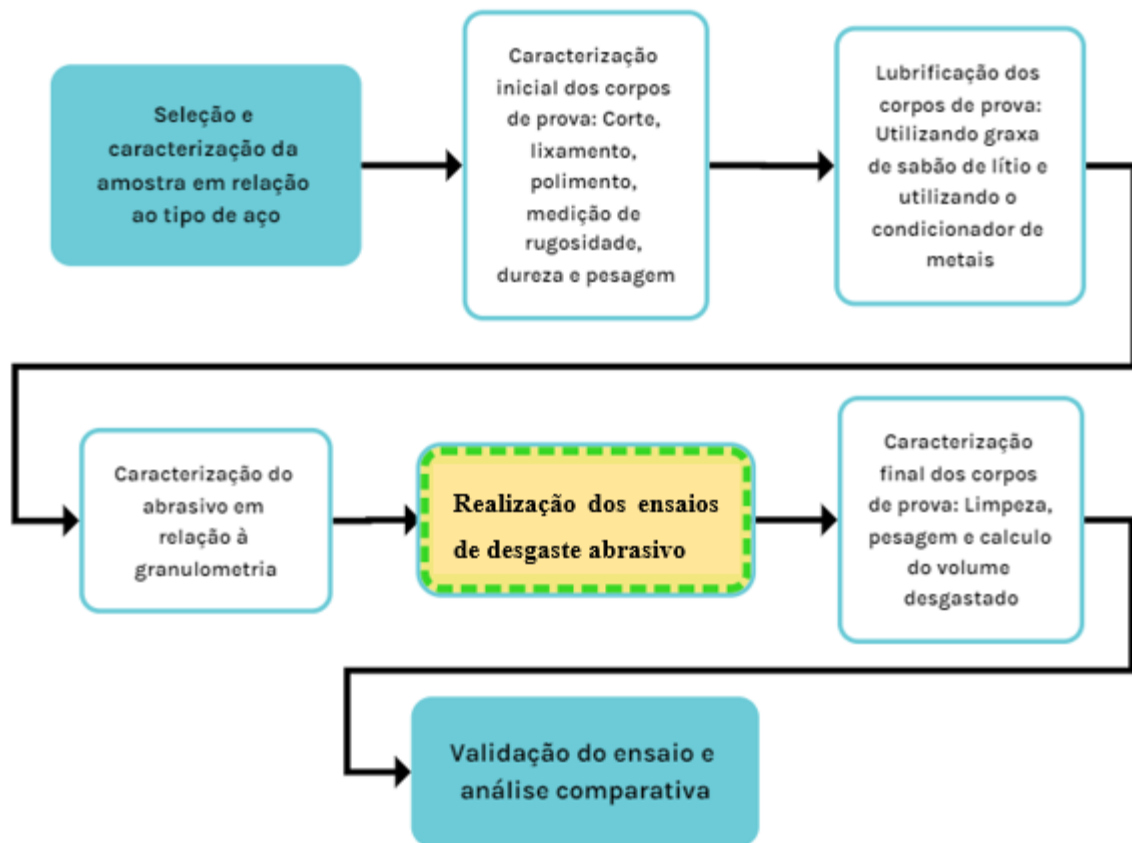 Seleção e
caracterização da
amostra em relação
ao tipo de aço
Caracterização
inicial dos corpos
de prova: Corte,
lixamento,
polimento,
medição de
rugosidade,
dureza e pesagem
Lubrificação dos
corpos de prova:
Utilizando graxa
de sabão de lítio e
utilizando o
condicionador de
metais
Caracterização do
abrasivo em
relação à
granulometria
Realização dos ensaios
de desgaste abrasivo
Caracterização
final dos corpos
de prova: Limpeza,
pesagem e calculo
do volume
desgastado
Validação do ensaio e
análise comparativa